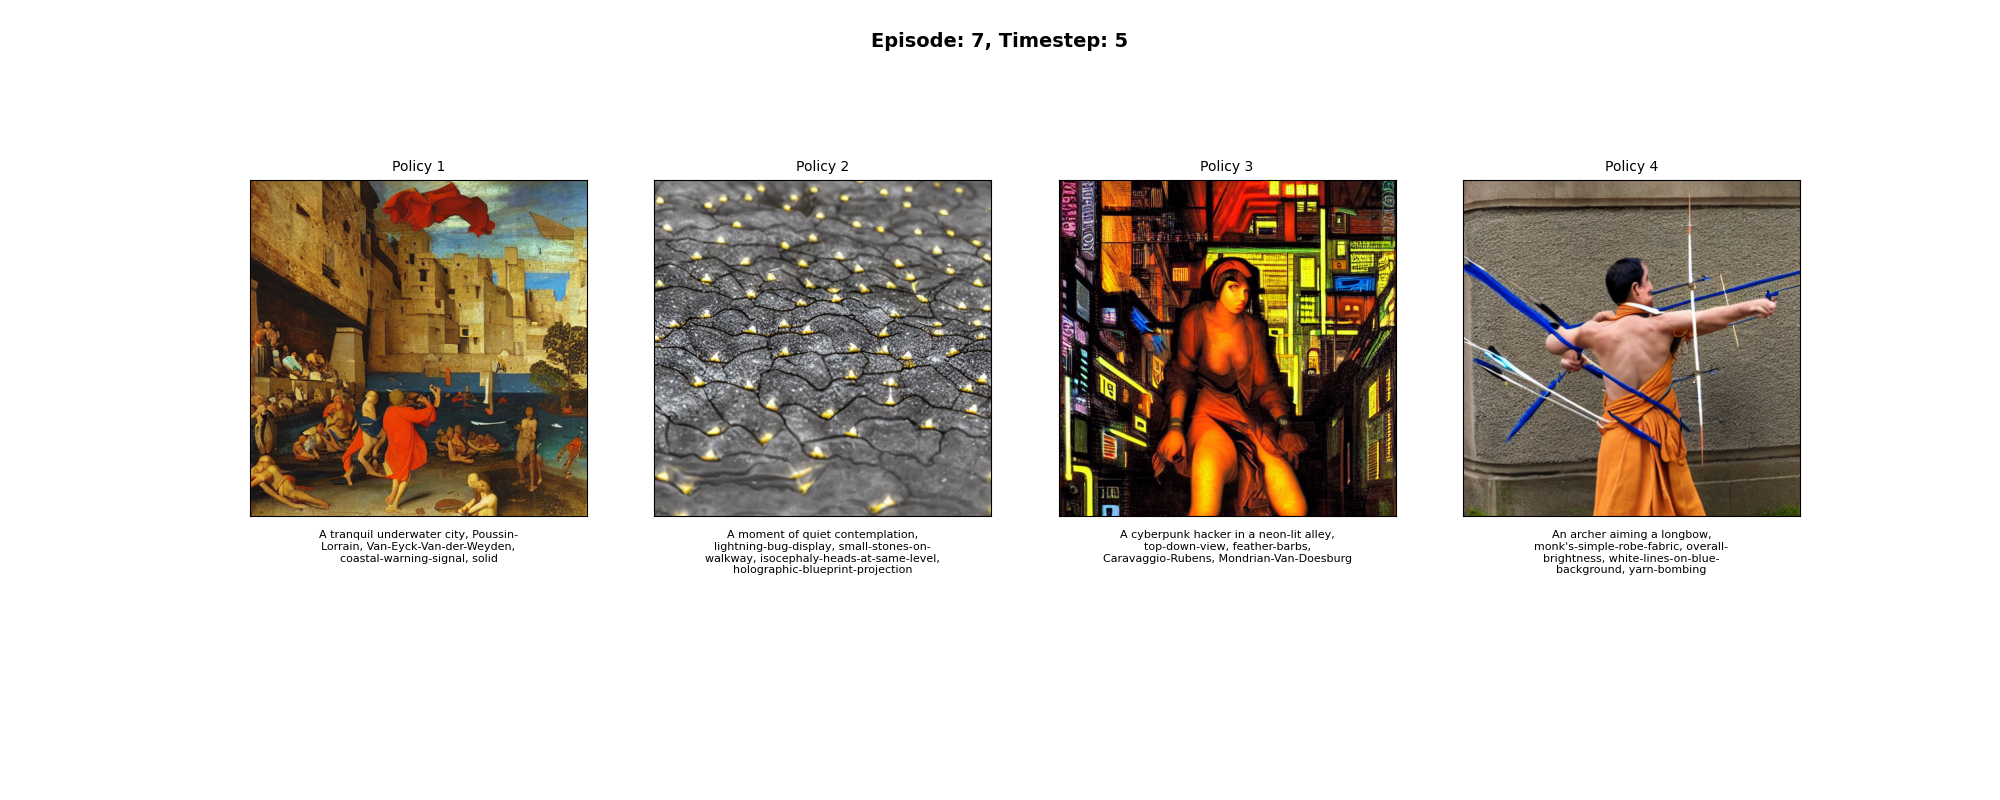 Episode: 7, Timestep: 5
Policy 1
Policy 2
Policy 3
Policy 4
A tranquil underwater city, Poussin-
Lorrain, Van-Eyck-Van-der-Weyden,
coastal-warning-signal, solid
A moment of quiet contemplation,
lightning-bug-display, small-stones-on-
walkway, isocephaly-heads-at-same-level,
holographic-blueprint-projection
A cyberpunk hacker in a neon-lit alley,
top-down-view, feather-barbs,
Caravaggio-Rubens, Mondrian-Van-Doesburg
An archer aiming a longbow,
monk's-simple-robe-fabric, overall-
brightness, white-lines-on-blue-
background, yarn-bombing